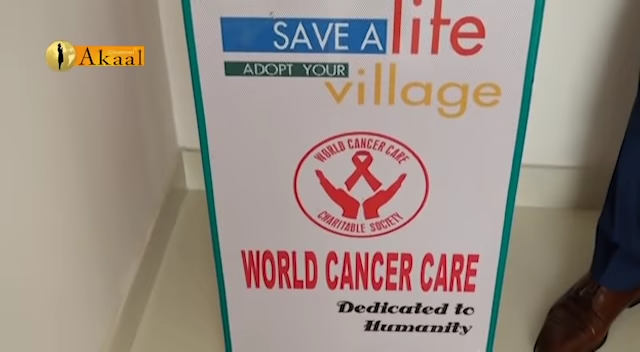 Akaal
SAVE A life
ADOPT YOUR
village
WORLD CANCER CARE
CHARITABLE SOCIETY
WORLD CANCER CARE
Dedicated to
Humanity